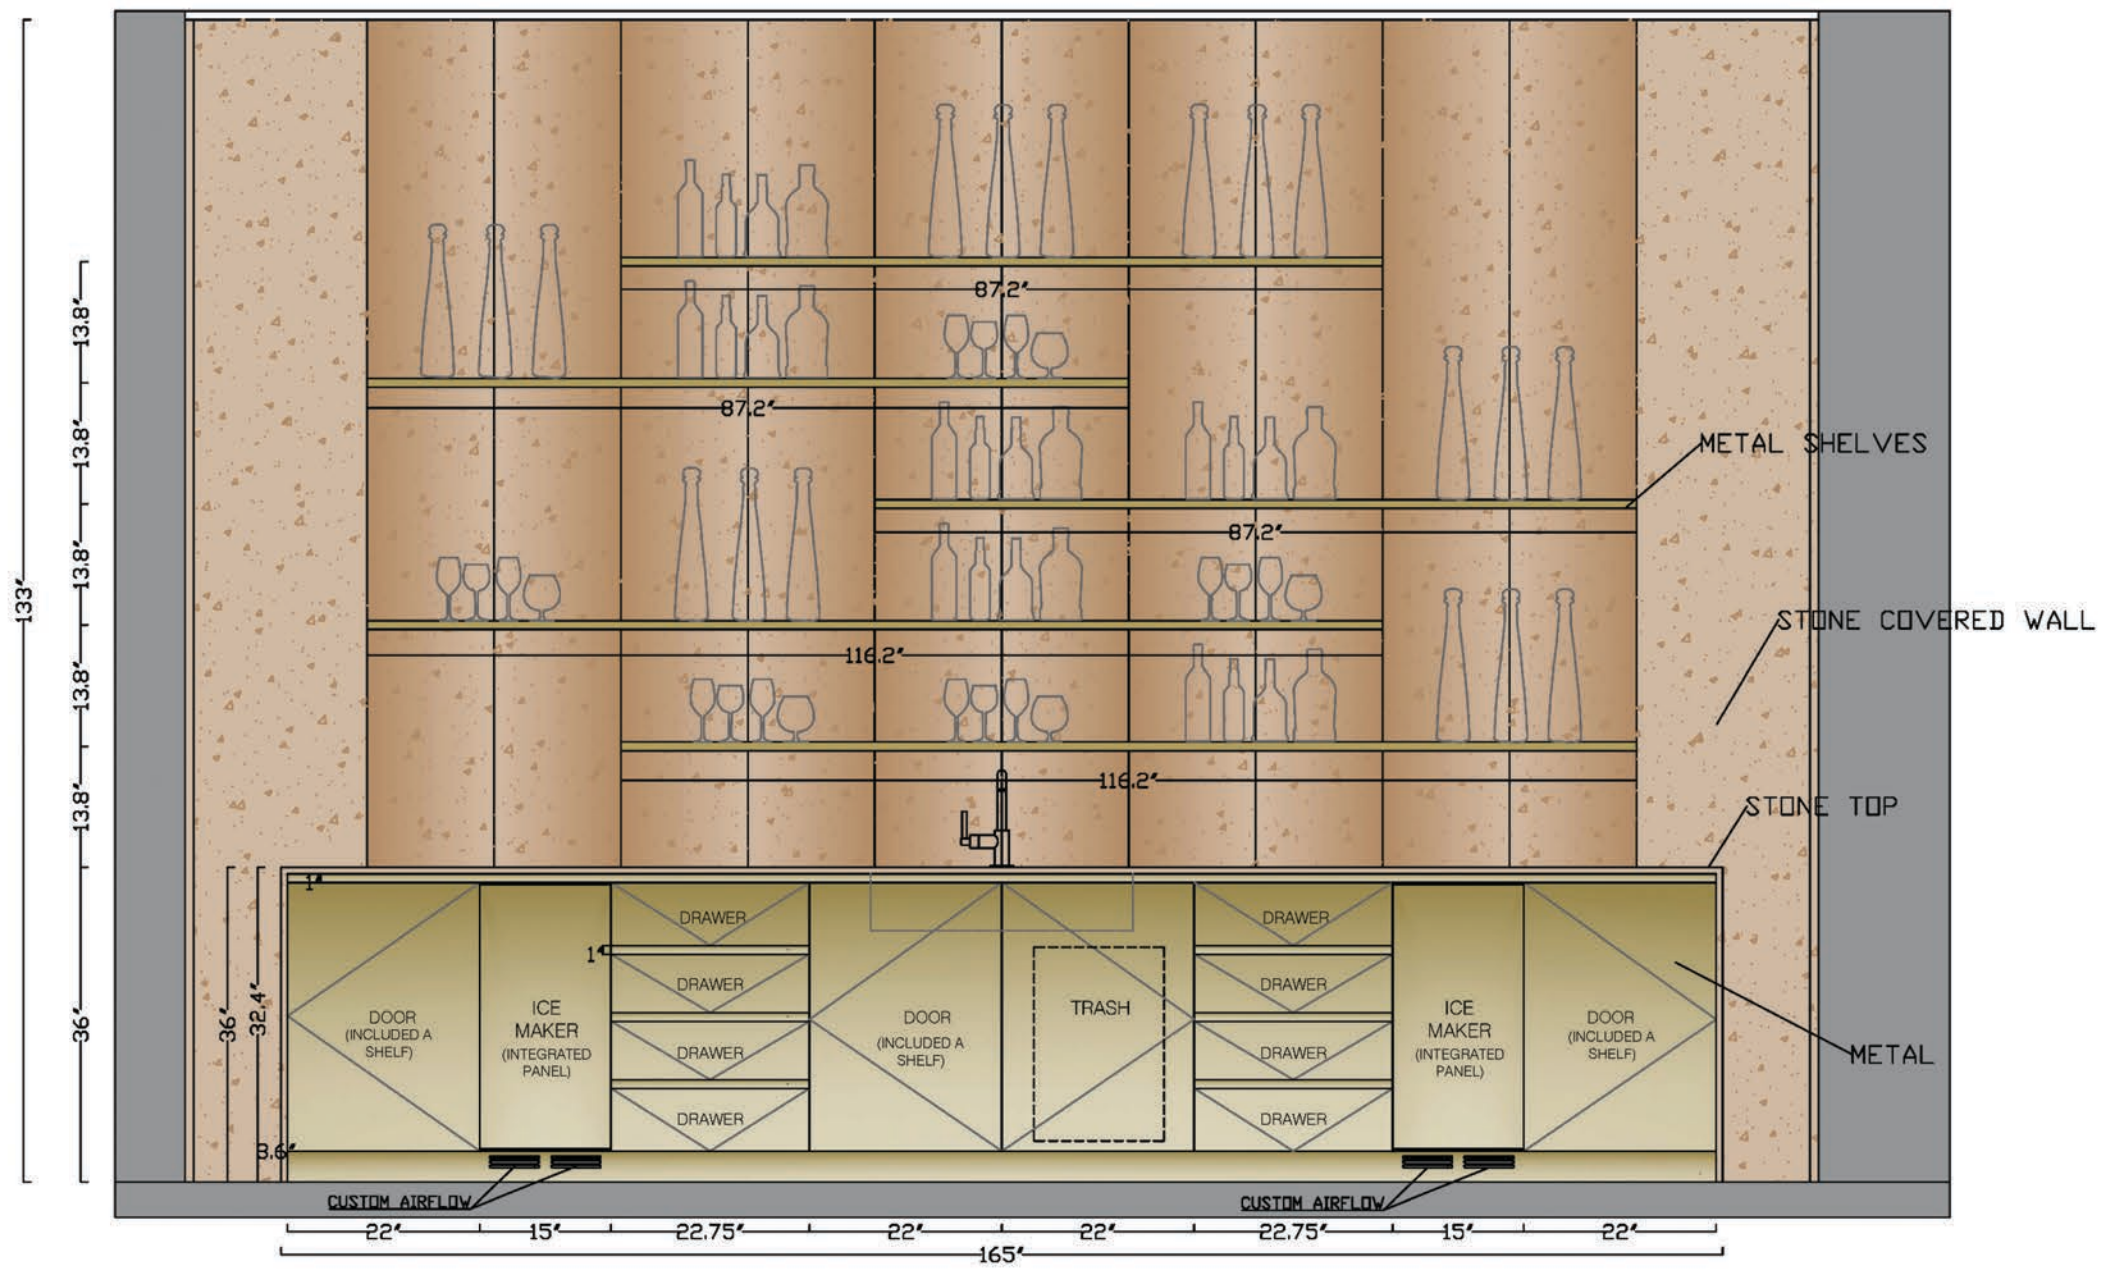 87.2"
13.8"
87.2"
13.8"
METAL SHELVES
87.2"
13.8"
133"
STONE COVERED WALL
116.2"
13.8"
116.2"
13.8"
STONE TOP
1"
DRAWER
DRAWER
1"
DRAWER
DRAWER
ICE
MAKER
(INTEGRATED
PANEL)
TRASH
ICE
MAKER
(INTEGRATED
PANEL)
36"
36"
32.4"
DOOR
(INCLUDED A
SHELF)
DOOR
(INCLUDED A
SHELF)
DOOR
(INCLUDED A
SHELF)
DRAWER
DRAWER
METAL
DRAWER
DRAWER
3.6"
CUSTOM AIRFLOW
CUSTOM AIRFLOW
22"
15"
22.75"
22"
22"
22.75"
15"
22"
165"